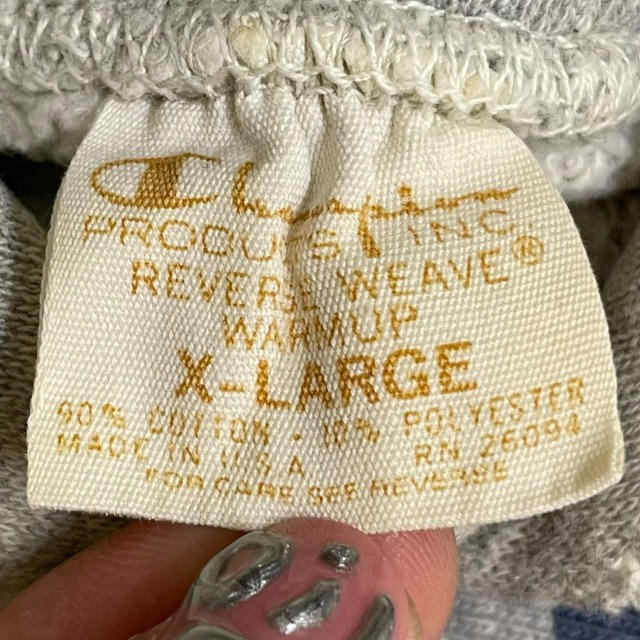 Champion
PRODUCTS INC.
REVERSE WEAVE®
WARMUP
X-LARGE
90% COTTON • 10% POLYESTER
MADE IN U.S.A. RN 26094
FOR CARE SEE REVERSE